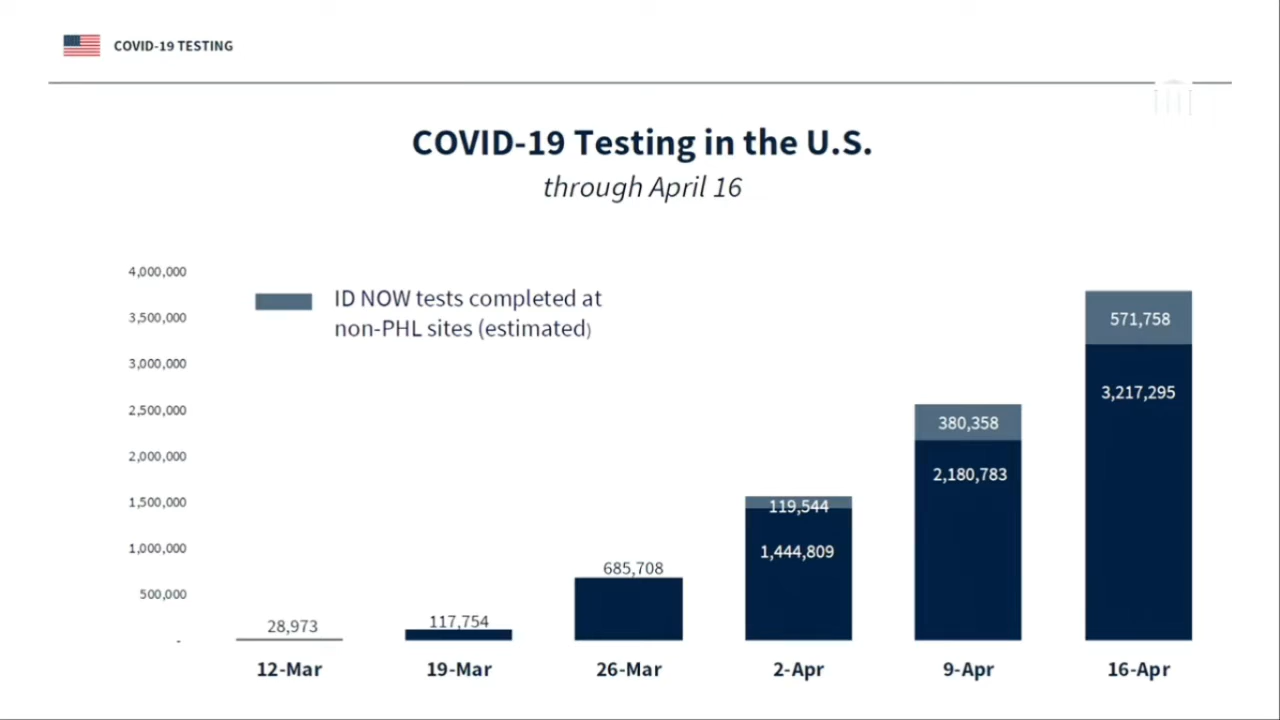 COVID-19 TESTING
COVID-19 Testing in the U.S.
through April 16
4,000,000
3,500,000
3,000,000
2,500,000
2,000,000
1,500,000
1,000,000
500,000
-
ID NOW tests completed at
non-PHL sites (estimated)
28,973
117,754
685,708
119,544
1,444,809
380,358
2,180,783
571,758
3,217,295
12-Mar
19-Mar
26-Mar
2-Apr
9-Apr
16-Apr